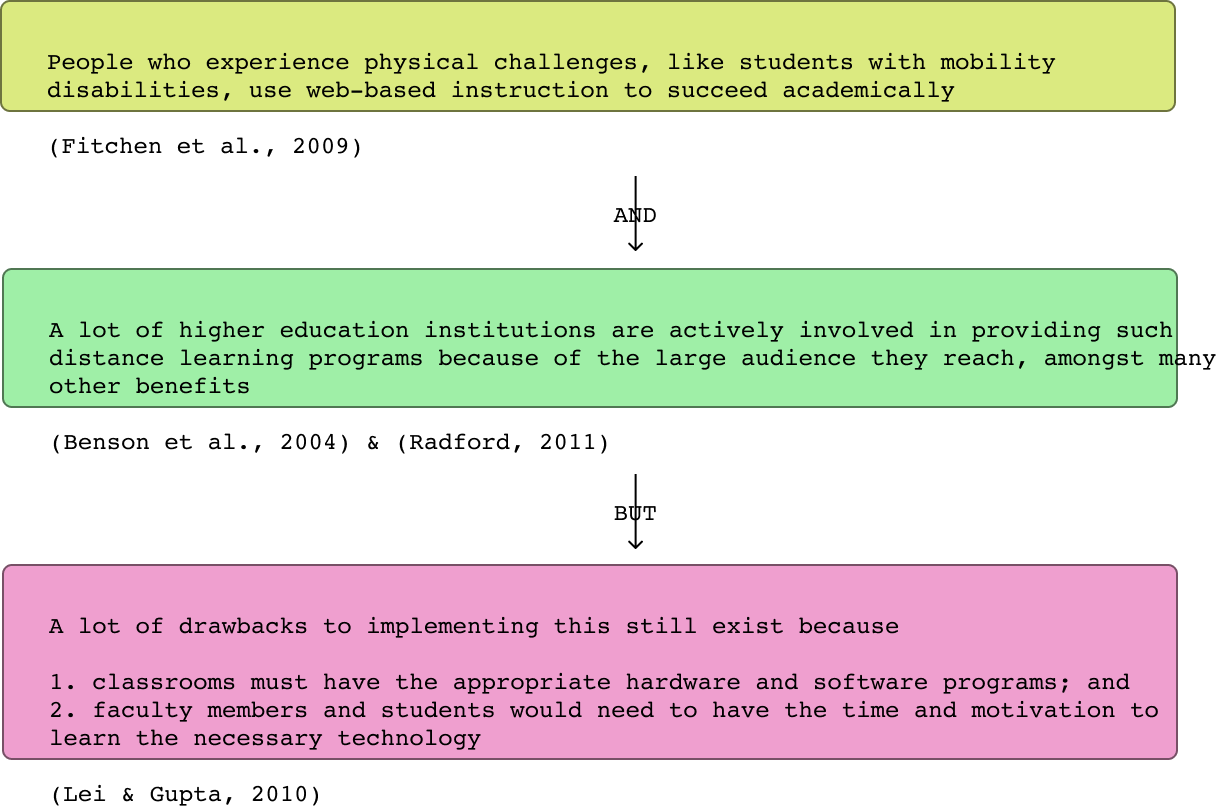 People who experience physical challenges, like students with mobility
disabilities, use web-based instruction to succeed academically
(Fitchen et al., 2009)
AND
A lot of higher education institutions are actively involved in providing such
distance learning programs because of the large audience they reach, amongst many
other benefits
(Benson et al., 2004) & (Radford, 2011)
BUT
A lot of drawbacks to implementing this still exist because
1. classrooms must have the appropriate hardware and software programs; and
2. faculty members and students would need to have the time and motivation to
learn the necessary technology
(Lei & Gupta, 2010)